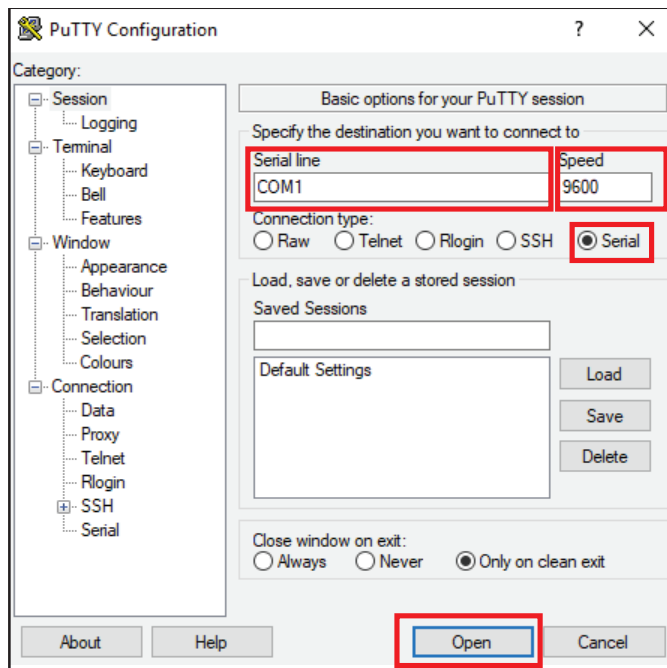 PuTTY Configuration
?
Category:
Session
Logging
Terminal
Keyboard
Bell
Features
Window
Appearance
Behaviour
Translation
Selection
Colours
Connection
Data
Proxy
Telnet
Rlogin
SSH
Serial
Basic options for your PuTTY session
Specify the destination you want to connect to
Serial line Speed
COM1 9600
Connection type:
Raw Telnet Rlogin SSH Serial
Load, save or delete a stored session
Saved Sessions
Default Settings
Load
Save
Delete
Close window on exit:
Always Never Only on clean exit
About Help Open Cancel